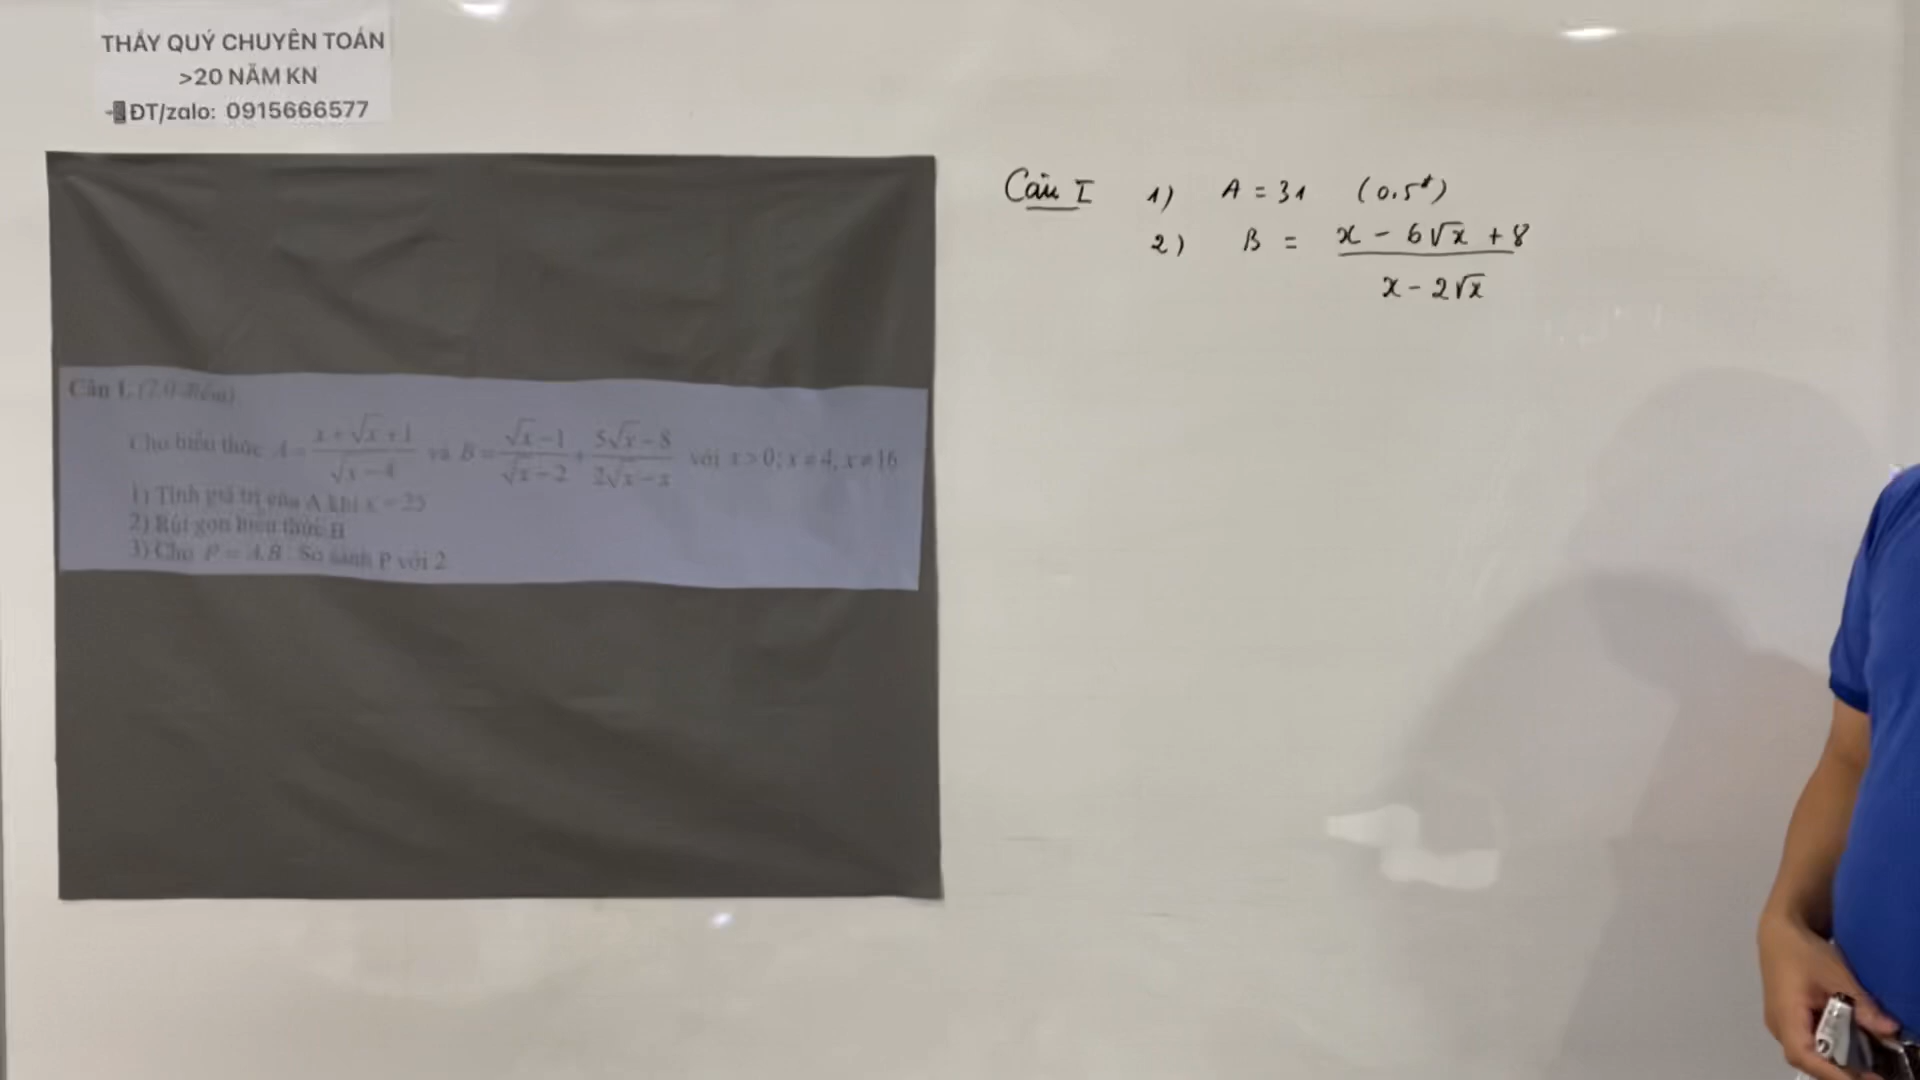 THẦY QUÝ CHUYÊN TOÁN
>20 NĂM KN
ĐT/zalo: 0915666577
Câu I 1) A = 31 (0.5đ)
2) B = (x - 6√x + 8) / (x - 2√x)
Câu I. (2,0 điểm)
Cho biểu thức A = (x + √x + 1) / (√x - 4) và B = (√x - 1) / (√x - 2) + (5√x - 8) / (2√x - x) với x > 0; x ≠ 4, x ≠ 16
1) Tính giá trị của A khi x = 25
2) Rút gọn biểu thức B
3) Cho P = A.B. So sánh P với 2